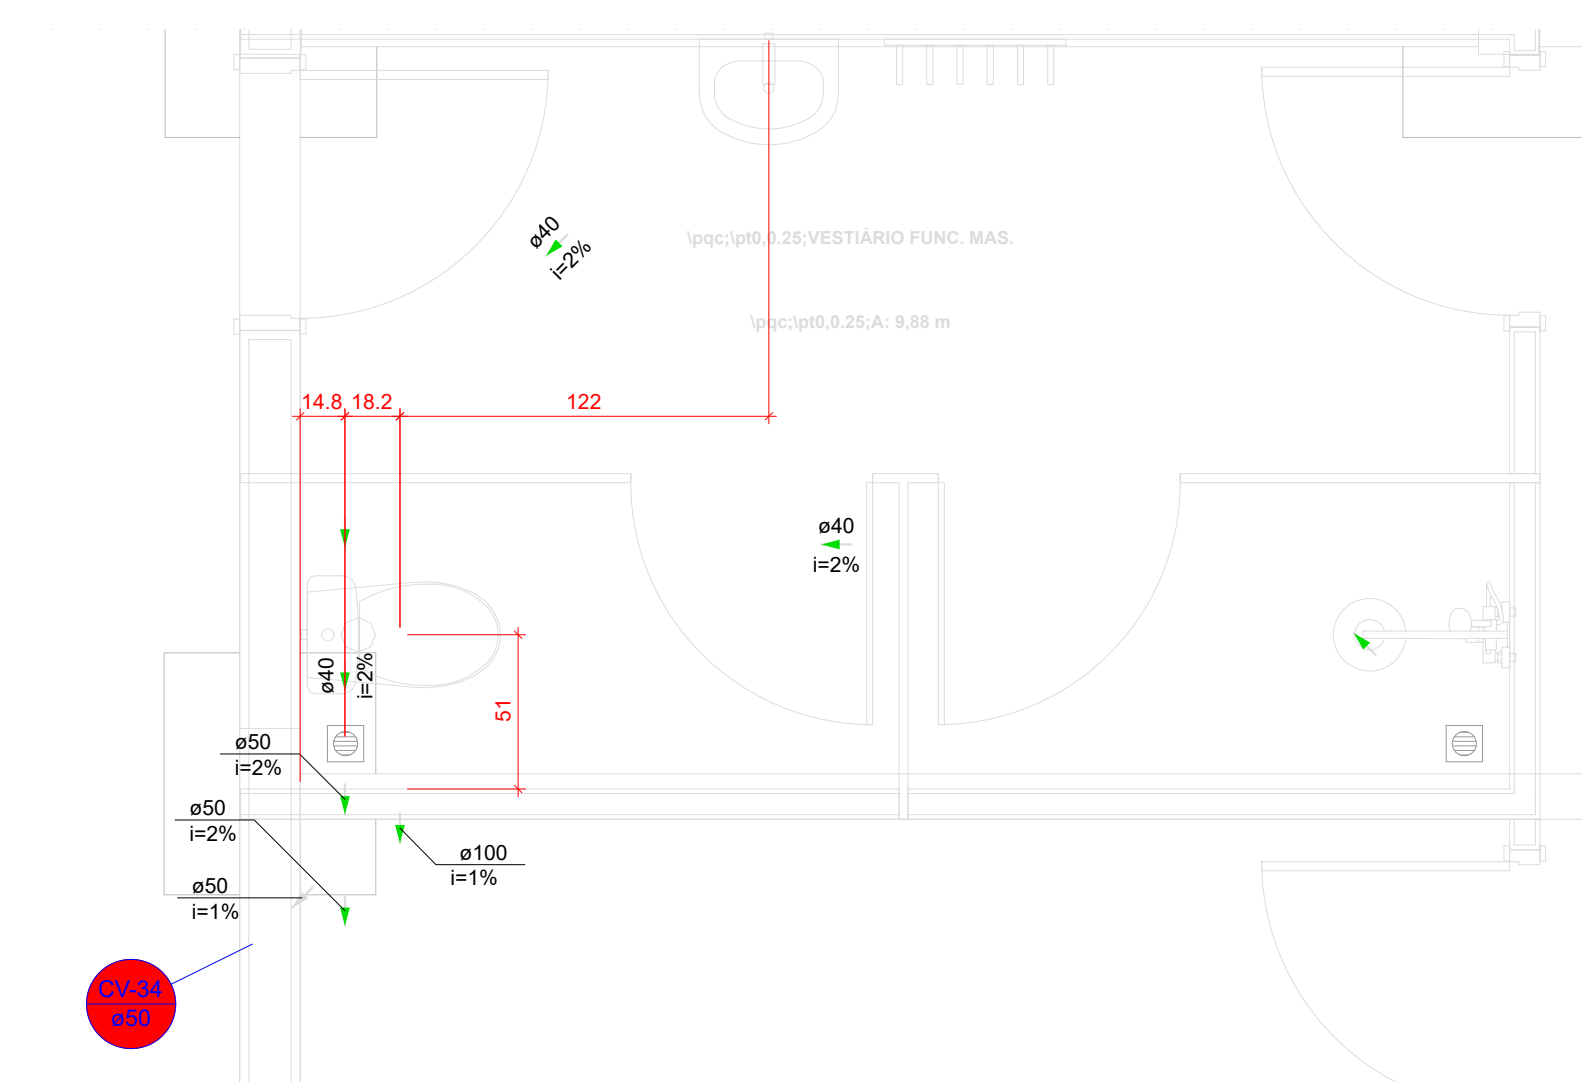 ø40
i=2%
\pqc;\pt0,0.25;VESTIÁRIO FUNC. MAS.
\pqc;\pt0,0.25;A: 9,88 m
14.8
18.2
122
ø40
i=2%
ø40
i=2%
51
ø50
i=2%
ø50
i=2%
ø100
i=1%
ø50
i=1%
CV-34
ø50